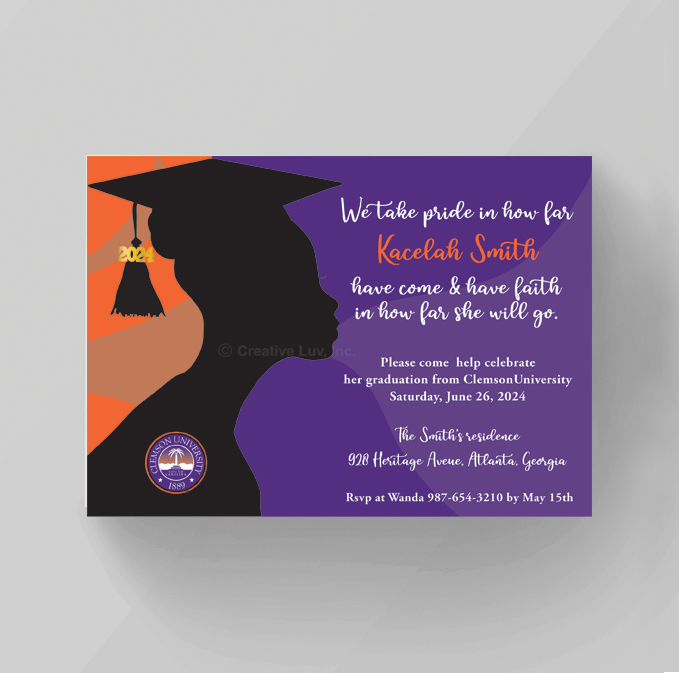 We take pride in how far
Kacelah Smith
have come & have faith
in how far she will go.
2024
© Creative Luv, Inc.
Please come help celebrate
her graduation from ClemsonUniversity
Saturday, June 26, 2024
The Smith's residence
928 Heritage Aveue, Atlanta, Georgia
Rsvp at Wanda 987-654-3210 by May 15th
CLEMSON UNIVERSITY
1889